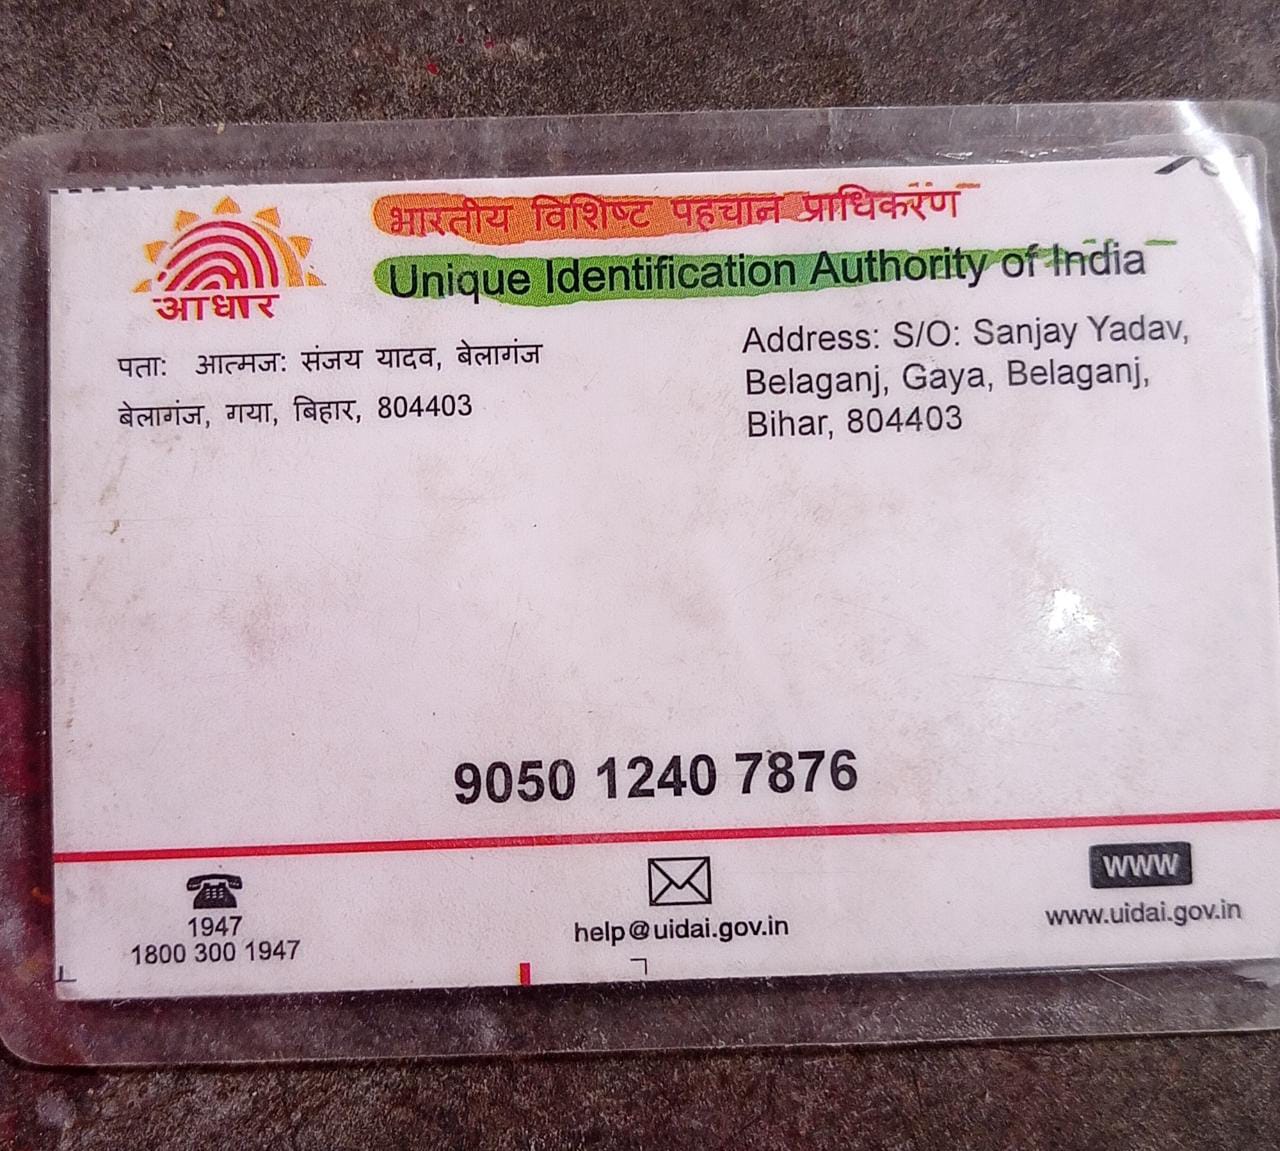 आधार
भारतीय विशिष्ट पहचान प्राधिकरण
Unique Identification Authority of India
पता: आत्मज: संजय यादव, बेलागंज
बेलागंज, गया, बिहार, 804403
Address: S/O: Sanjay Yadav,
Belaganj, Gaya, Belaganj,
Bihar, 804403
9050 1240 7876
1947
1800 300 1947
help@uidai.gov.in
www
www.uidai.gov.in